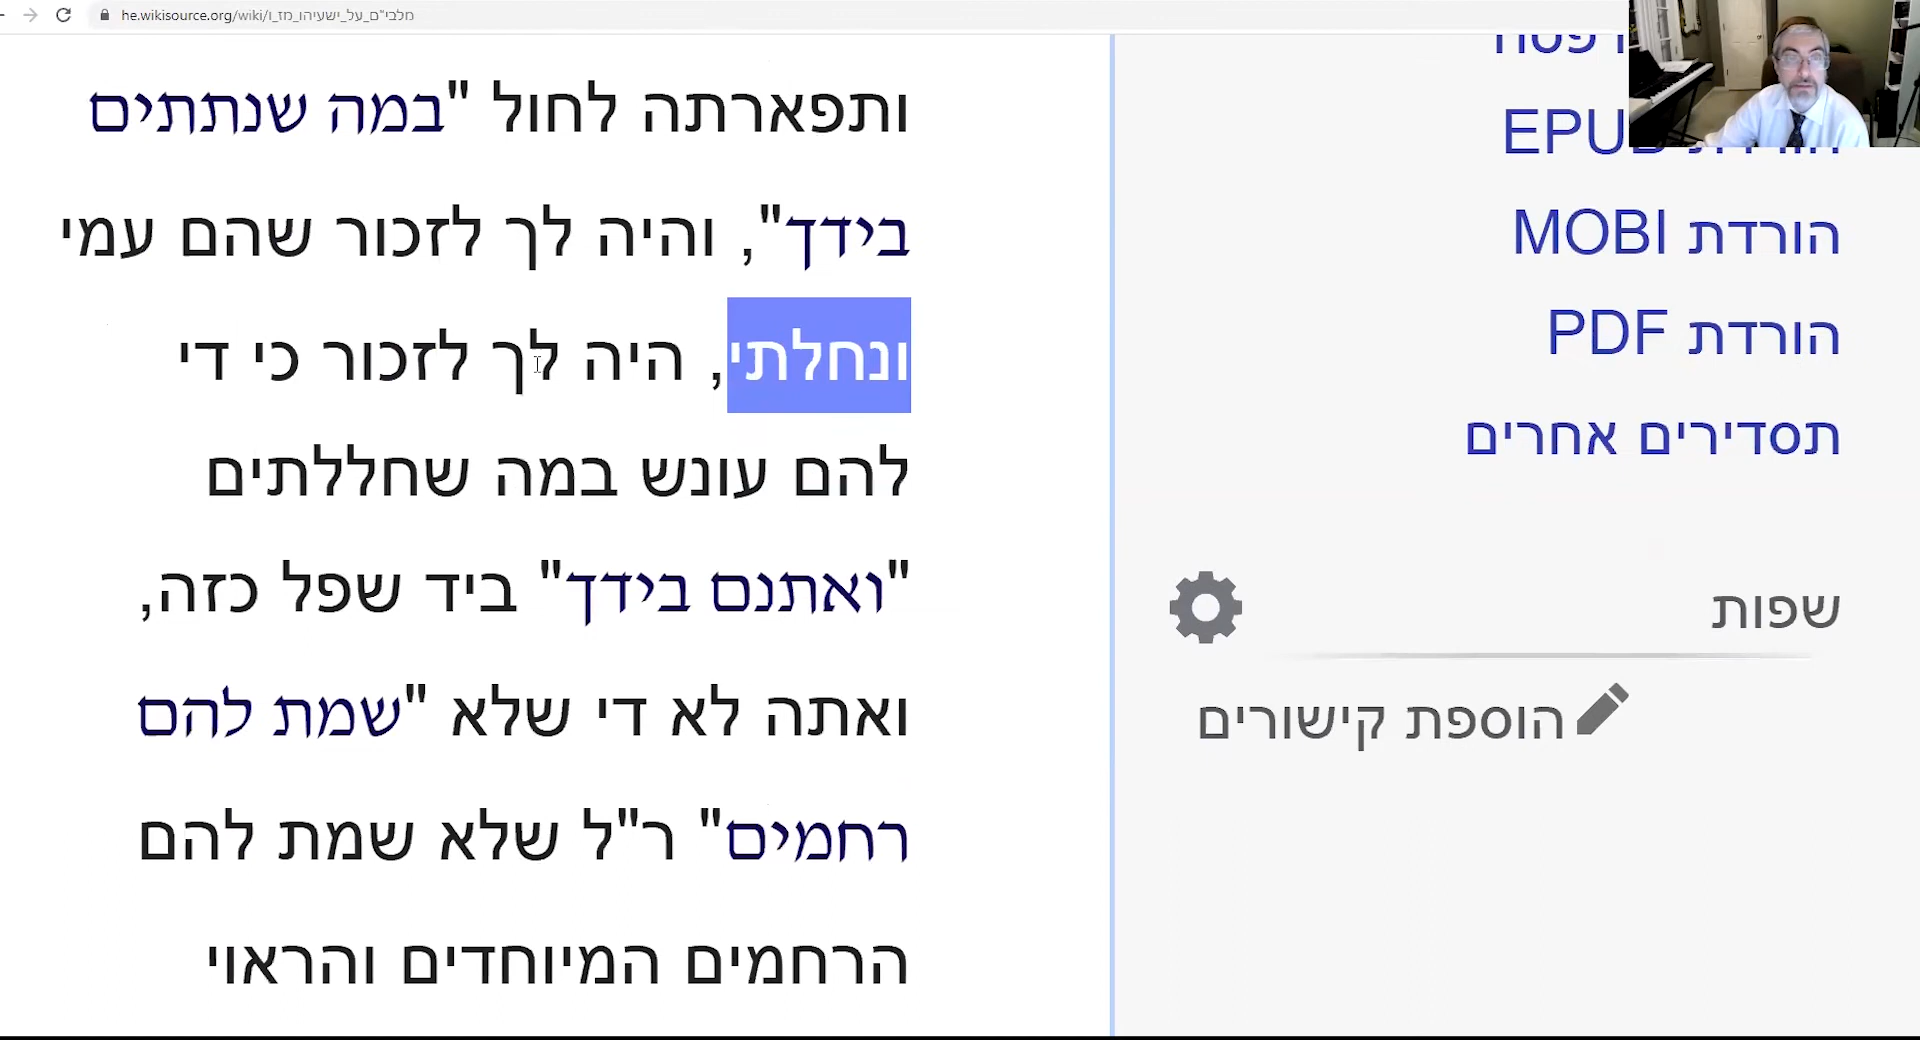 he.wikisource.org/wiki/מלבי"ם_על_ישעיהו_מז_ו
ותפארתה לחול "במה שנתתים
בידך", והיה לך לזכור שהם עמי
ונחלתי, היה לך לזכור כי די
להם עונש במה שחללתים
"ואתנם בידך" ביד שפל כזה,
ואתה לא די שלא "שמת להם
רחמים" ר"ל שלא שמת להם
הרחמים המיוחדים והראוי
הורדת EPUB
הורדת MOBI
הורדת PDF
תסדירים אחרים
שפות
הוספת קישורים